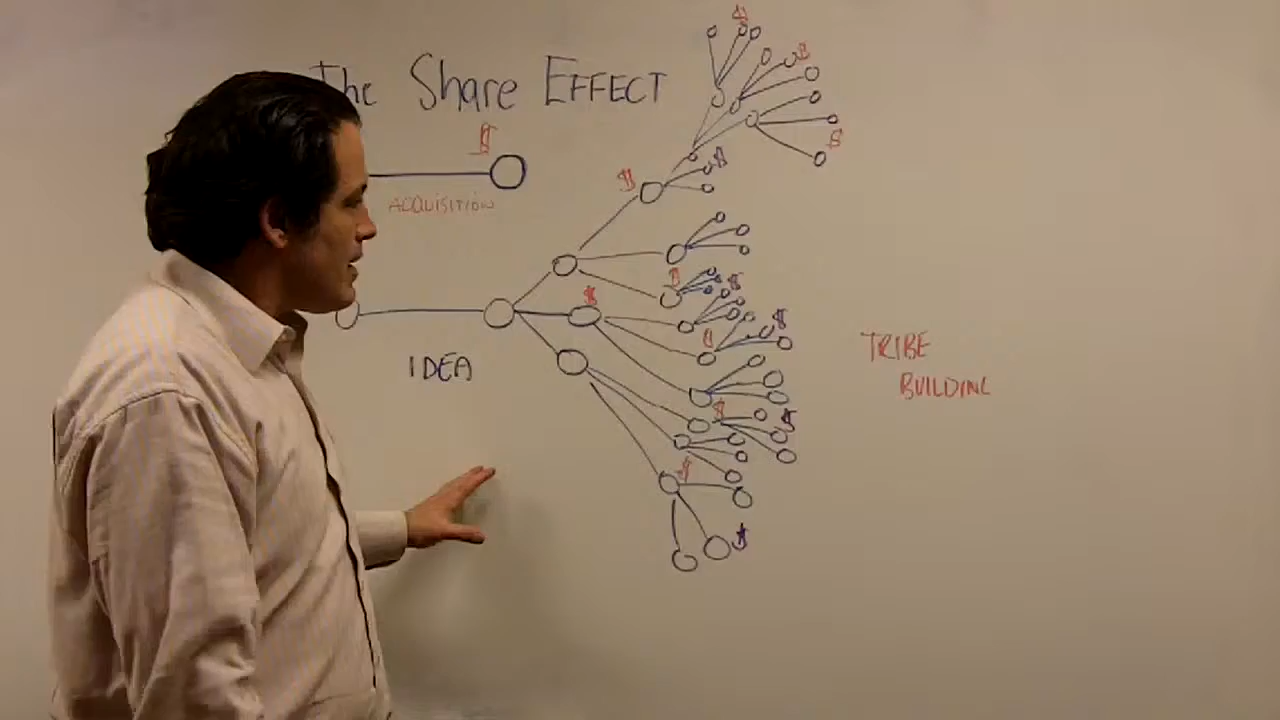 The Share EFFECT
$
ACQUISITION
IDEA
TRIBE
BUILDING